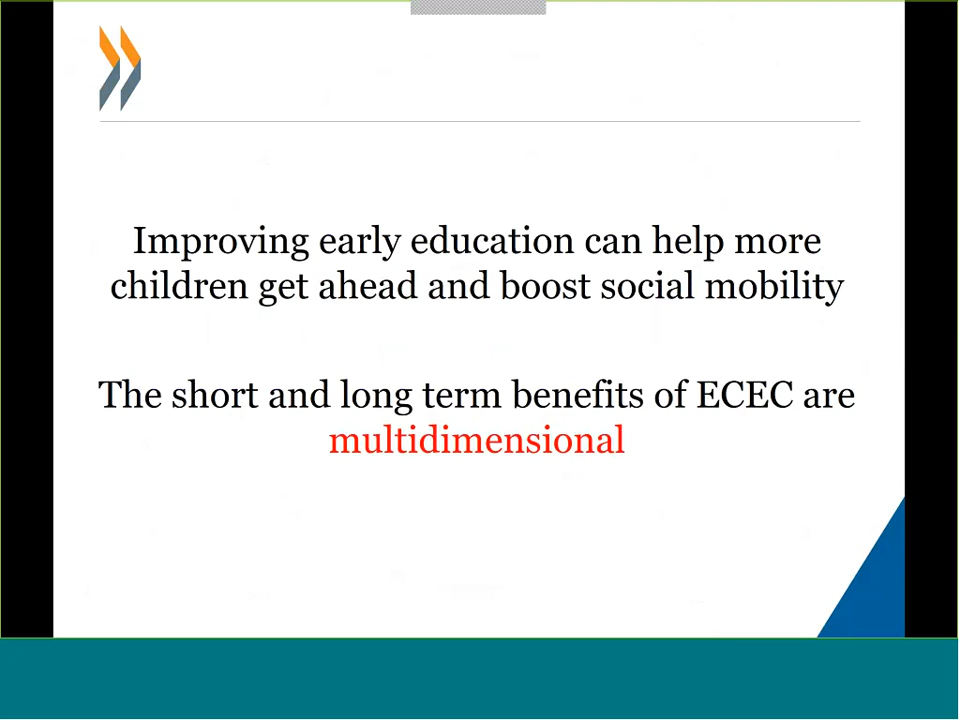 Improving early education can help more
children get ahead and boost social mobility
The short and long term benefits of ECEC are
multidimensional